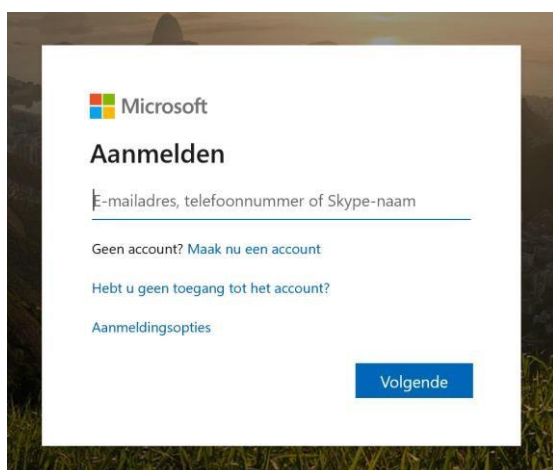 Microsoft
Aanmelden
E-mailadres, telefoonnummer of Skype-naam
Geen account? Maak nu een account
Hebt u geen toegang tot het account?
Aanmeldingsopties
Volgende